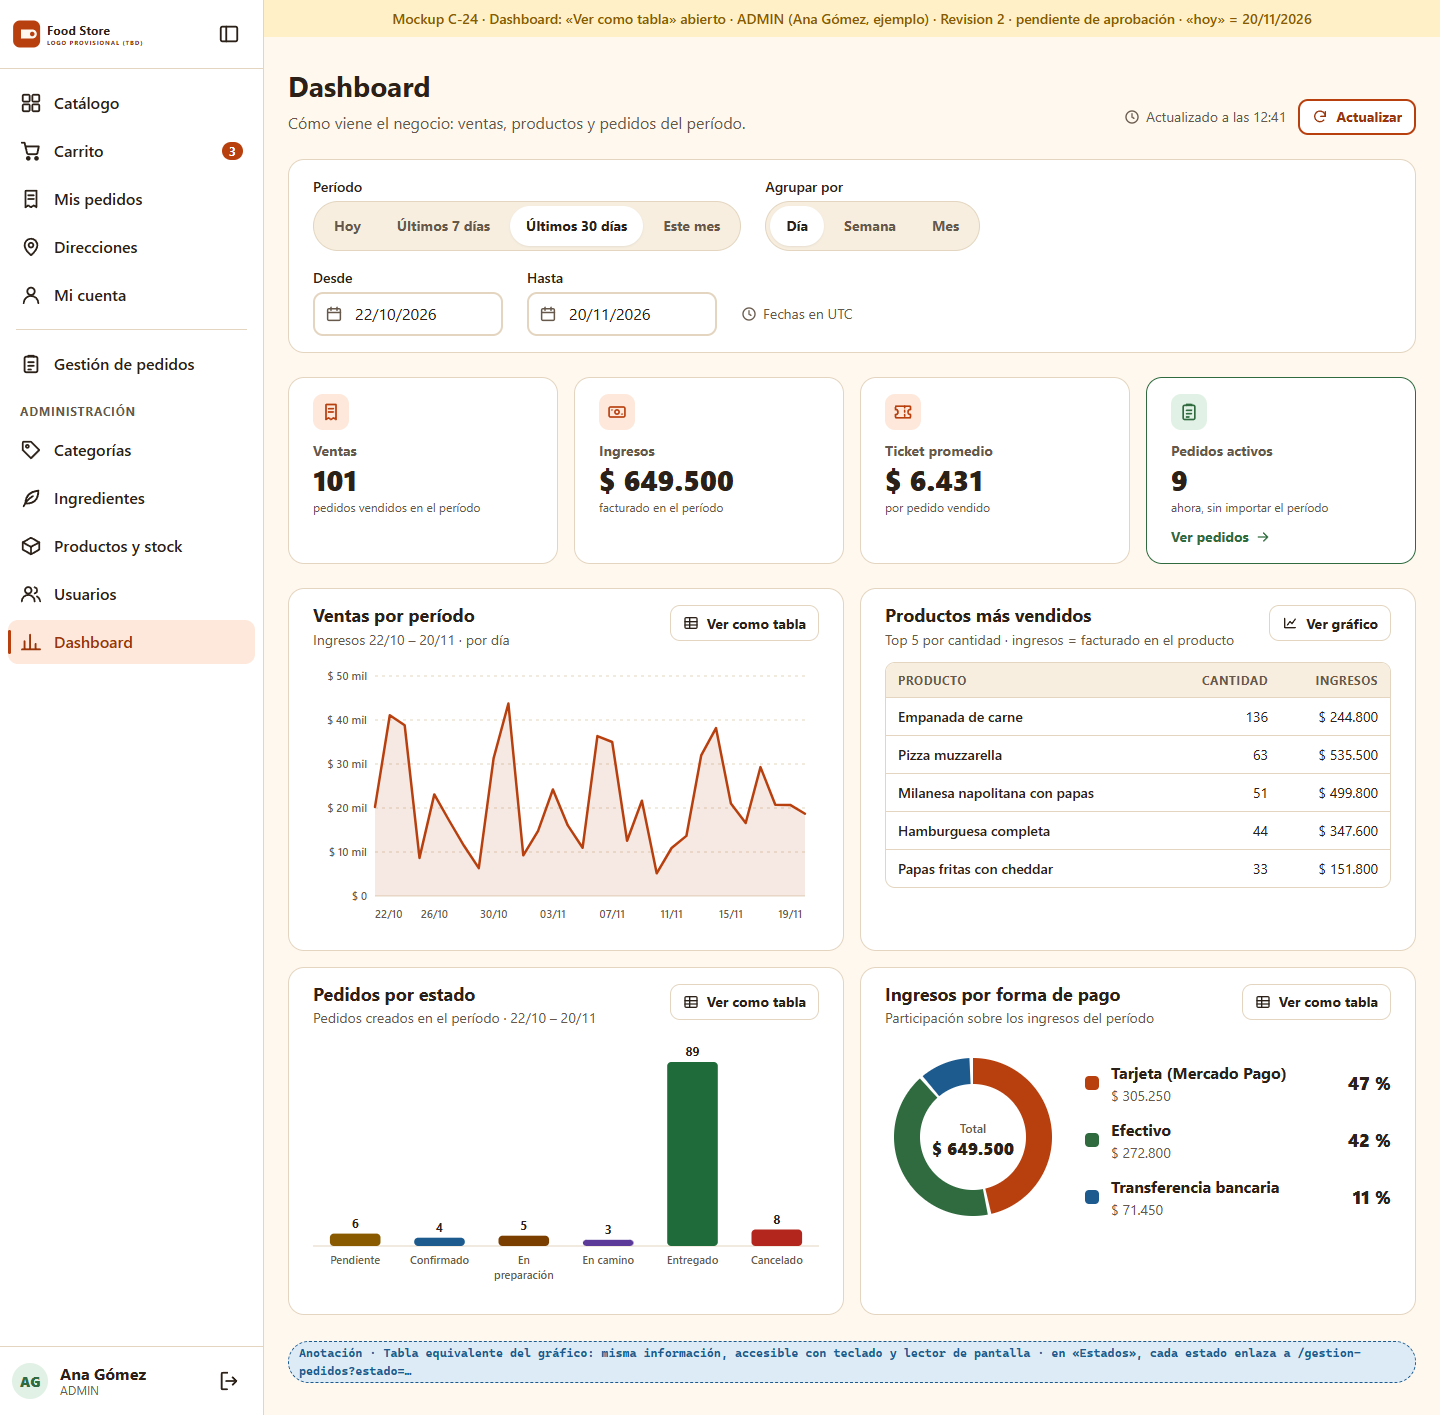 Food Store
LOGO PROVISIONAL (TBD)
Catálogo
Carrito
3
Mis pedidos
Direcciones
Mi cuenta
Gestión de pedidos
ADMINISTRACIÓN
Categorías
Ingredientes
Productos y stock
Usuarios
Dashboard
AG
Ana Gómez
ADMIN
Mockup C-24 · Dashboard: «Ver como tabla» abierto · ADMIN (Ana Gómez, ejemplo) · Revision 2 · pendiente de aprobación · «hoy» = 20/11/2026
Dashboard
Cómo viene el negocio: ventas, productos y pedidos del período.
Actualizado a las 12:41
Actualizar
Período
Hoy
Últimos 7 días
Últimos 30 días
Este mes
Agrupar por
Día
Semana
Mes
Desde
22/10/2026
Hasta
20/11/2026
Fechas en UTC
Ventas
101
pedidos vendidos en el período
Ingresos
$ 649.500
facturado en el período
Ticket promedio
$ 6.431
por pedido vendido
Pedidos activos
9
ahora, sin importar el período
Ver pedidos →
Ventas por período
Ingresos 22/10 – 20/11 · por día
Ver como tabla
$ 50 mil
$ 40 mil
$ 30 mil
$ 20 mil
$ 10 mil
$ 0
22/10 26/10 30/10 03/11 07/11 11/11 15/11 19/11
Productos más vendidos
Top 5 por cantidad · ingresos = facturado en el producto
Ver gráfico
PRODUCTO CANTIDAD INGRESOS
Empanada de carne 136 $ 244.800
Pizza muzzarella 63 $ 535.500
Milanesa napolitana con papas 51 $ 499.800
Hamburguesa completa 44 $ 347.600
Papas fritas con cheddar 33 $ 151.800
Pedidos por estado
Pedidos creados en el período · 22/10 – 20/11
Ver como tabla
6 4 5 3 89 8
Pendiente Confirmado En preparación En camino Entregado Cancelado
Ingresos por forma de pago
Participación sobre los ingresos del período
Ver como tabla
Total
$ 649.500
Tarjeta (Mercado Pago)
$ 305.250
47 %
Efectivo
$ 272.800
42 %
Transferencia bancaria
$ 71.450
11 %
Anotación · Tabla equivalente del gráfico: misma información, accesible con teclado y lector de pantalla · en «Estados», cada estado enlaza a /gestion-
pedidos?estado=…